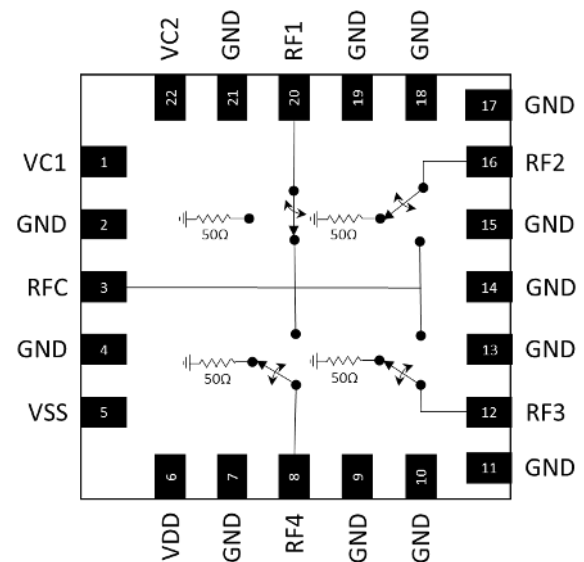 VC2
GND
RF1
GND
GND
22
21
20
19
18
17
GND
VC1
1
16
RF2
GND
2
50Ω
50Ω
15
GND
RFC
3
14
GND
GND
4
13
GND
50Ω
50Ω
VSS
5
12
RF3
11
GND
6
7
8
9
10
VDD
GND
RF4
GND
GND